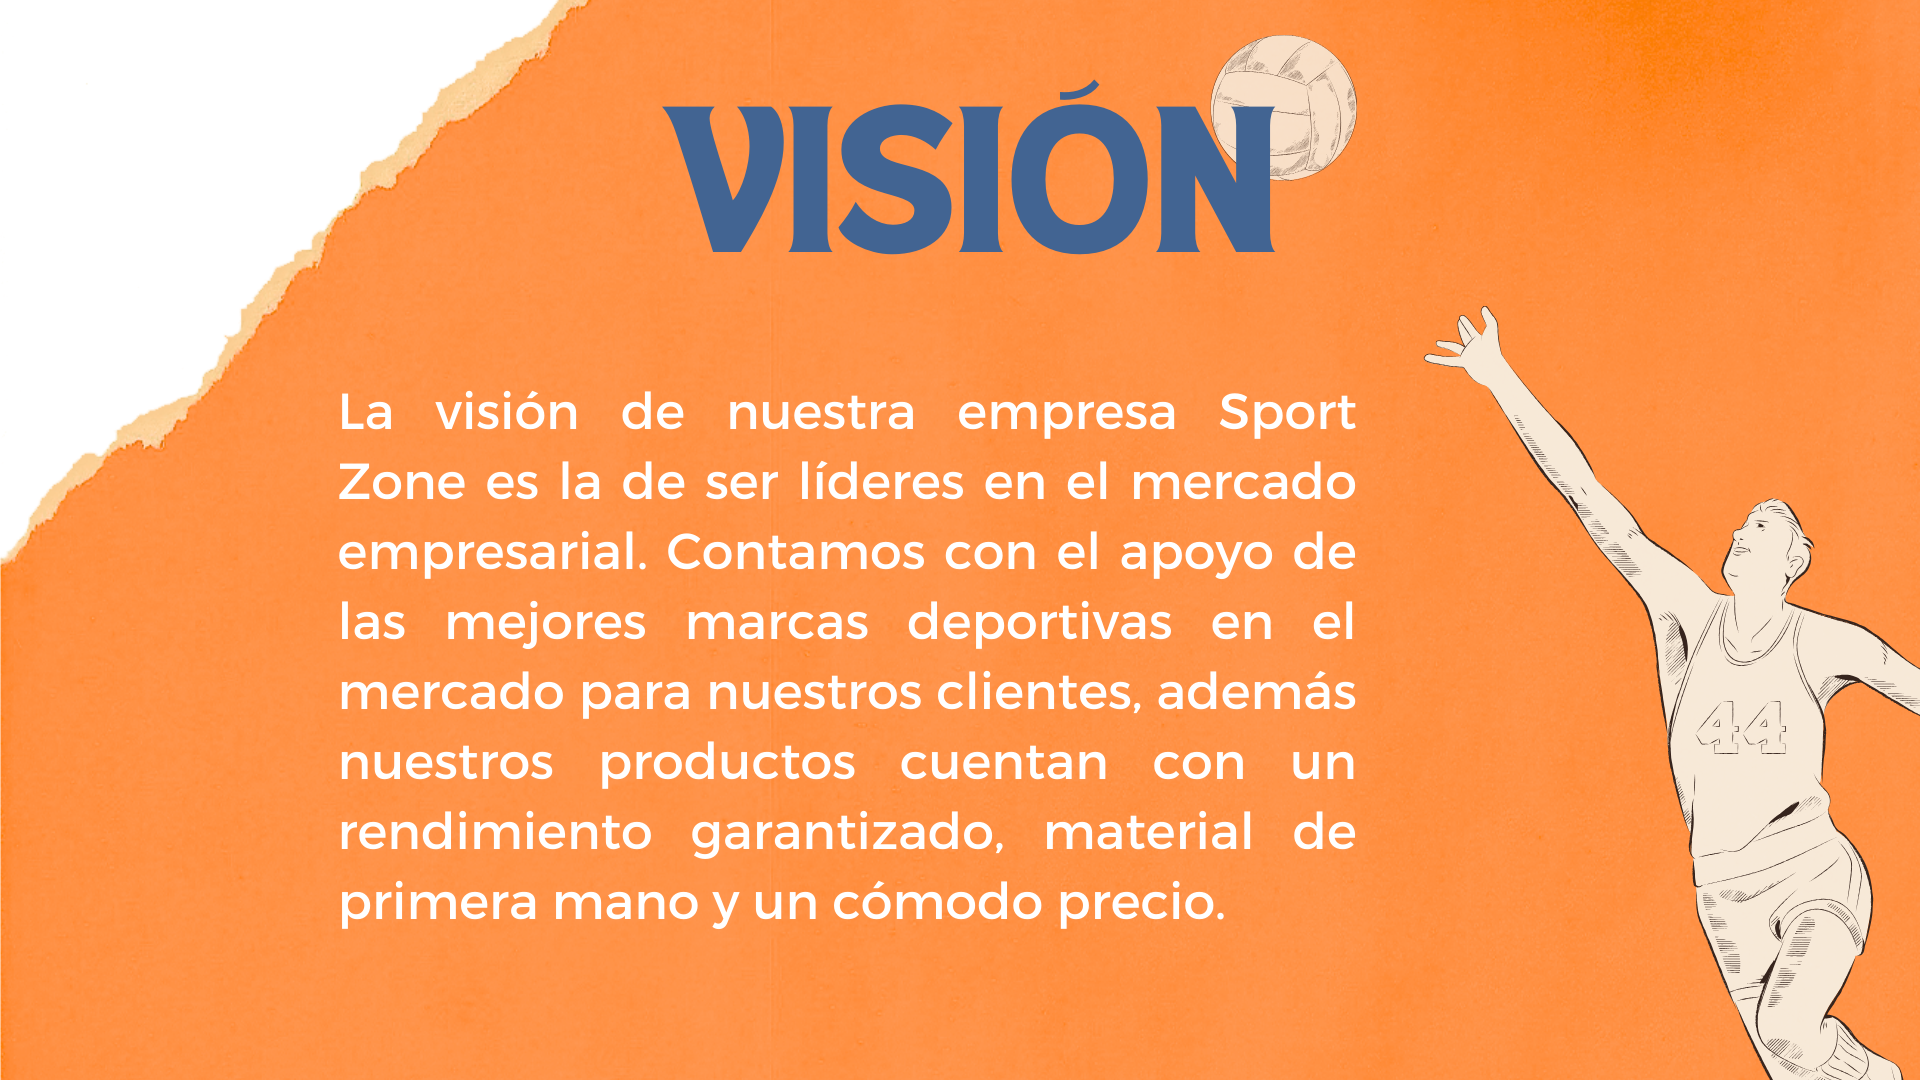 VISIÓN
La visión de nuestra empresa Sport
Zone es la de ser líderes en el mercado
empresarial. Contamos con el apoyo de
las mejores marcas deportivas en el
mercado para nuestros clientes, además
nuestros productos cuentan con un
rendimiento garantizado, material de
primera mano y un cómodo precio.
44